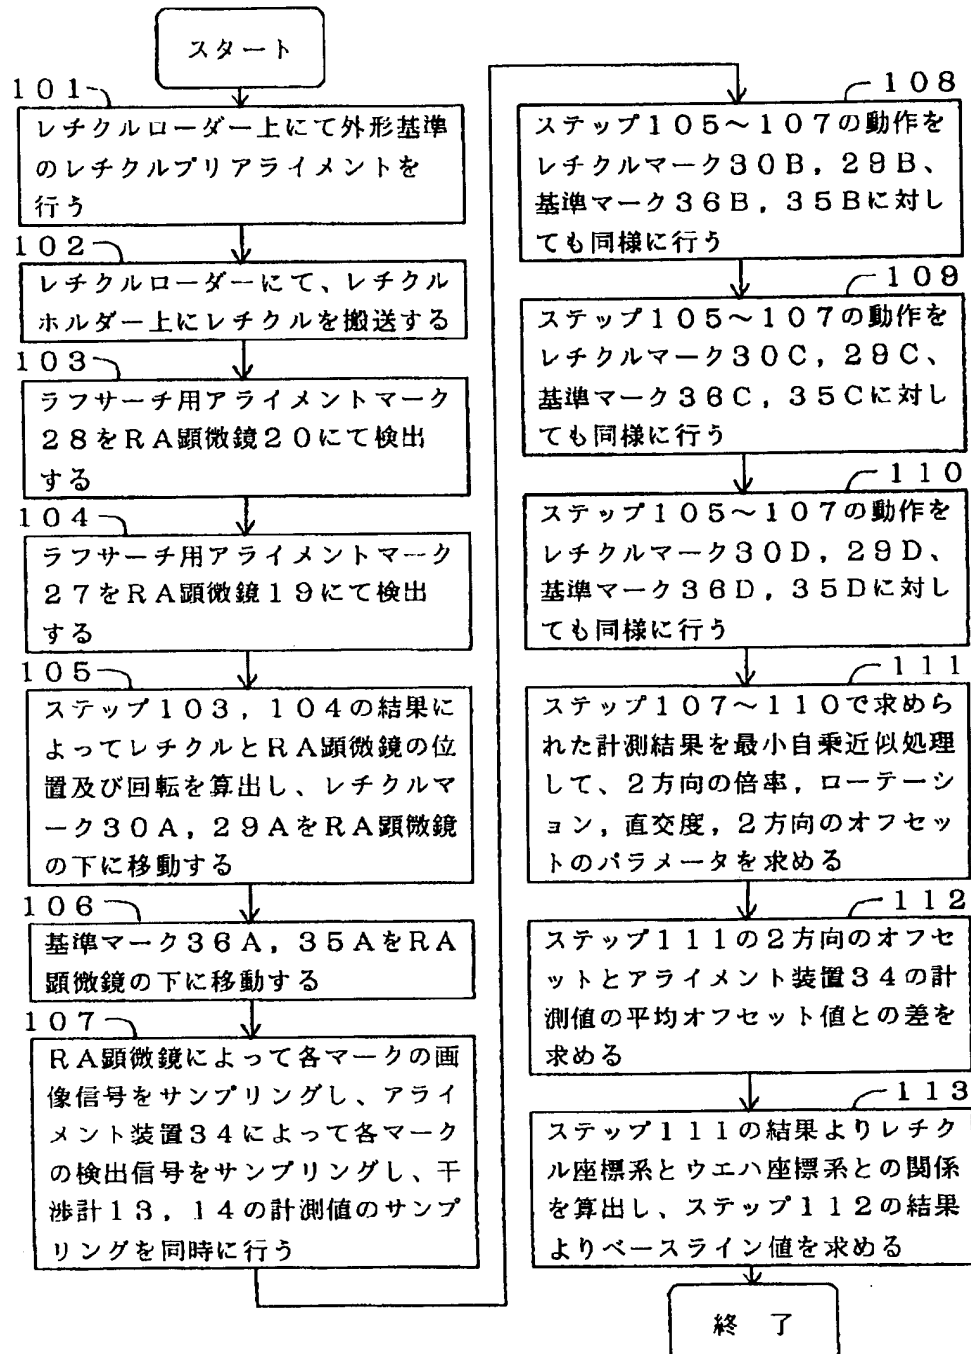 スタート
101
レチクルローダー上にて外形基準
のレチクルプリアライメントを
行う
102
レチクルローダーにて、レチクル
ホルダー上にレチクルを搬送する
103
ラフサーチ用アライメントマーク
28をRA顕微鏡20にて検出
する
104
ラフサーチ用アライメントマーク
27をRA顕微鏡19にて検出
する
105
ステップ103，104の結果に
よってレチクルとRA顕微鏡の位
置及び回転を算出し、レチクルマ
ーク30A，29AをRA顕微鏡
の下に移動する
106
基準マーク36A，35AをRA
顕微鏡の下に移動する
107
RA顕微鏡によって各マークの画
像信号をサンプリングし、アライ
メント装置34によって各マーク
の検出信号をサンプリングし、干
渉計13，14の計測値のサンプ
リングを同時に行う
108
ステップ105～107の動作を
レチクルマーク30B，29B、
基準マーク36B，35Bに対し
ても同様に行う
109
ステップ105～107の動作を
レチクルマーク30C，29C、
基準マーク36C，35Cに対し
ても同様に行う
110
ステップ105～107の動作を
レチクルマーク30D，29D、
基準マーク36D，35Dに対し
ても同様に行う
111
ステップ107～110で求めら
れた計測結果を最小自乗近似処理
して、2方向の倍率，ローテーシ
ョン，直交度，2方向のオフセット
のパラメータを求める
112
ステップ111の2方向のオフセ
ットとアライメント装置34の計
測値の平均オフセット値との差を
求める
113
ステップ111の結果よりレチク
ル座標系とウエハ座標系との関係
を算出し、ステップ112の結果
よりベースライン値を求める
終 了